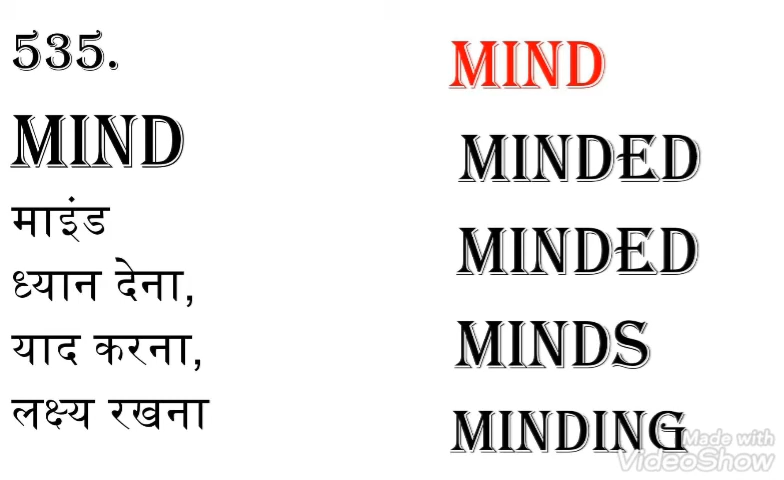 535.
MIND
माइंड
ध्यान देना,
याद करना,
लक्ष्य रखना
MIND
MINDED
MINDED
MINDS
MINDING
Made with
VideoShow